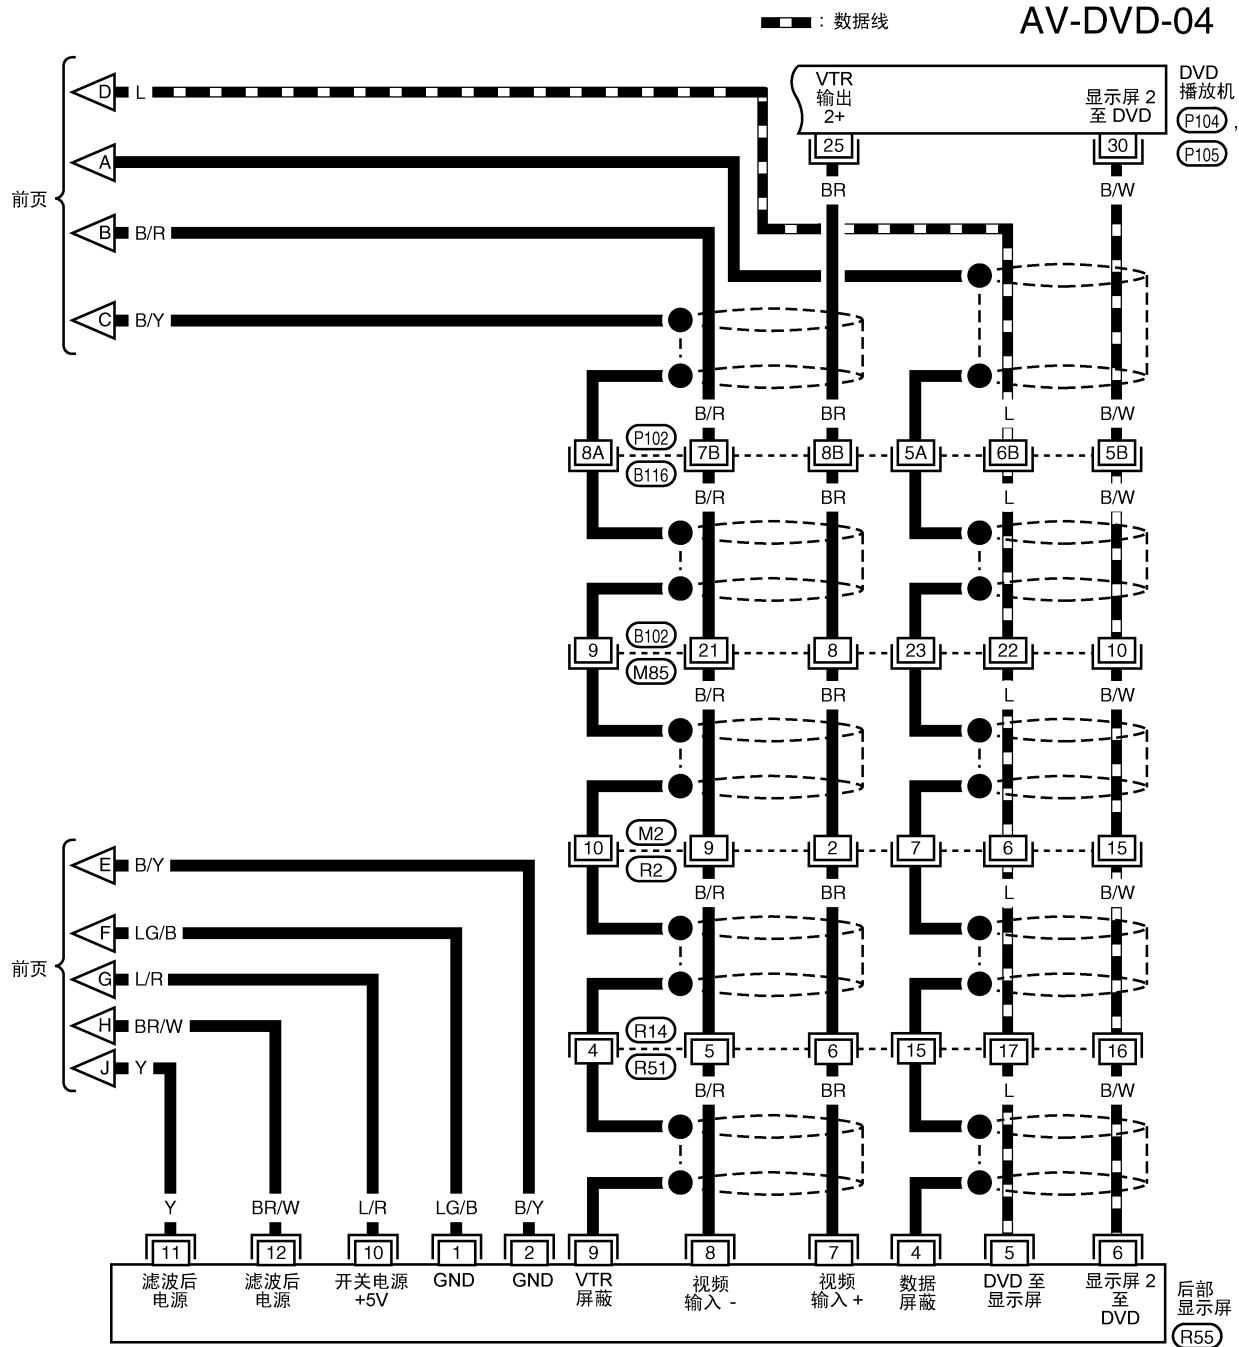 : 数据线
AV-DVD-04
VTR
输出
2+
显示屏 2
至 DVD
DVD
播放机
P104 ,
P105
25
30
D L
A
前页
B B/R
C B/Y
BR
B/W
B/R BR L B/W
P102
8A 7B 8B 5A 6B 5B
B116
B/R BR L B/W
B102
9 21 8 23 22 10
M85
B/R BR L B/W
M2
10 9 2 7 6 15
R2
B/R BR L B/W
R14
4 5 6 15 17 16
R51
B/R BR L B/W
E B/Y
F LG/B
前页
G L/R
H BR/W
J Y
Y BR/W L/R LG/B B/Y
11 12 10 1 2 9 8 7 4 5 6
滤波后
电源
滤波后
电源
开关电源
+5V
GND
GND
VTR
屏蔽
视频
输入 -
视频
输入 +
数据
屏蔽
DVD 至
显示屏
显示屏 2
至
DVD
后部
显示屏
R55